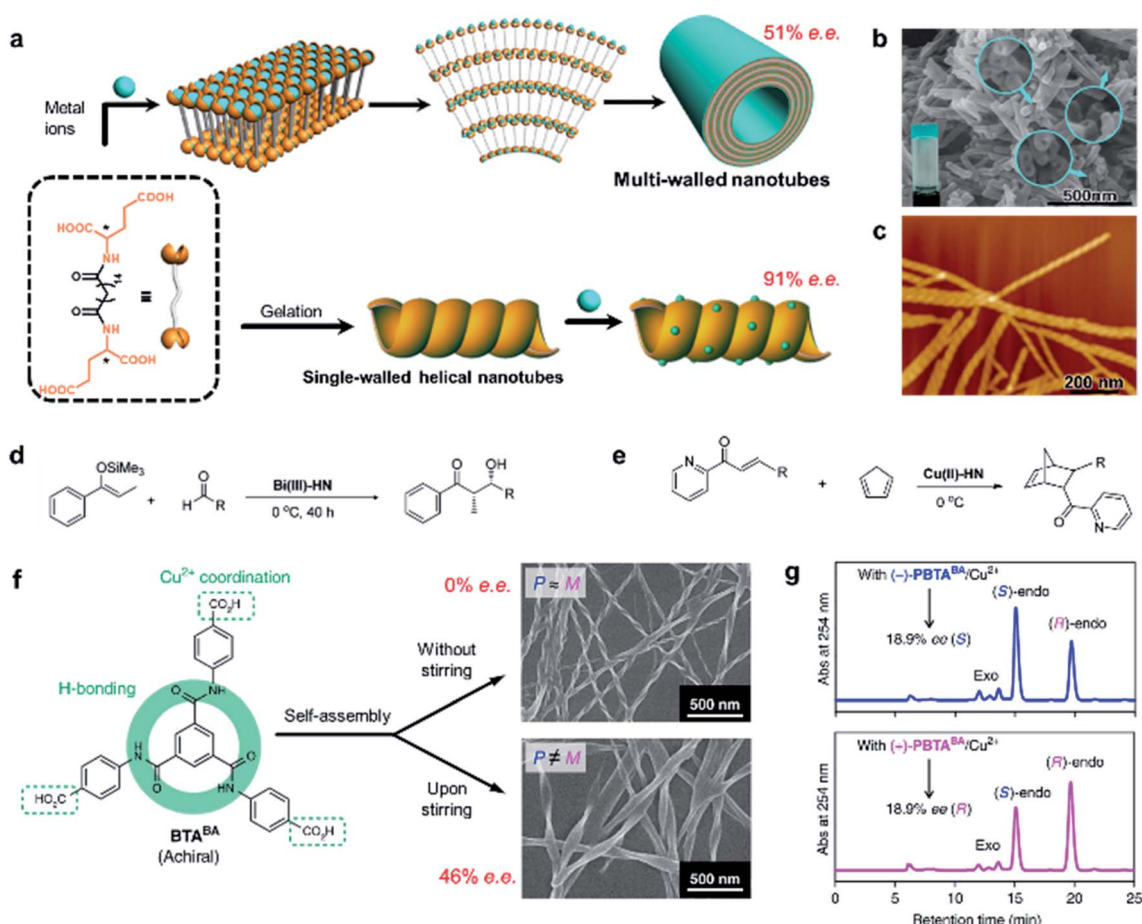 a
Metal
ions
51% e.e.
Multi-walled nanotubes
COOH
HOOC
*
NH
O
14
O
≡
NH
*
COOH
HOOC
Gelation
Single-walled helical nanotubes
91% e.e.
b
500nm
c
200 nm
d
OSiMe3
+
O
H
R
Bi(III)-HN
0 °C, 40 h
O
OH
R
e
N
O
R
+
Cu(II)-HN
0 °C
R
O
N
f
Cu2+ coordination
CO2H
H-bonding
O
NH
O
NH
O
HN
HO2C
CO2H
BTABA
(Achiral)
Self-assembly
Without
stirring
Upon
stirring
0% e.e.
P ≈ M
500 nm
P ≠ M
46% e.e.
500 nm
g
Abs at 254 nm
With (−)-PBTABA/Cu2+
(S)-endo
18.9% ee (S)
(R)-endo
Exo
Abs at 254 nm
With (+)-PBTABA/Cu2+
(R)-endo
18.9% ee (R)
(S)-endo
Exo
0 5 10 15 20 25
Retention time (min)